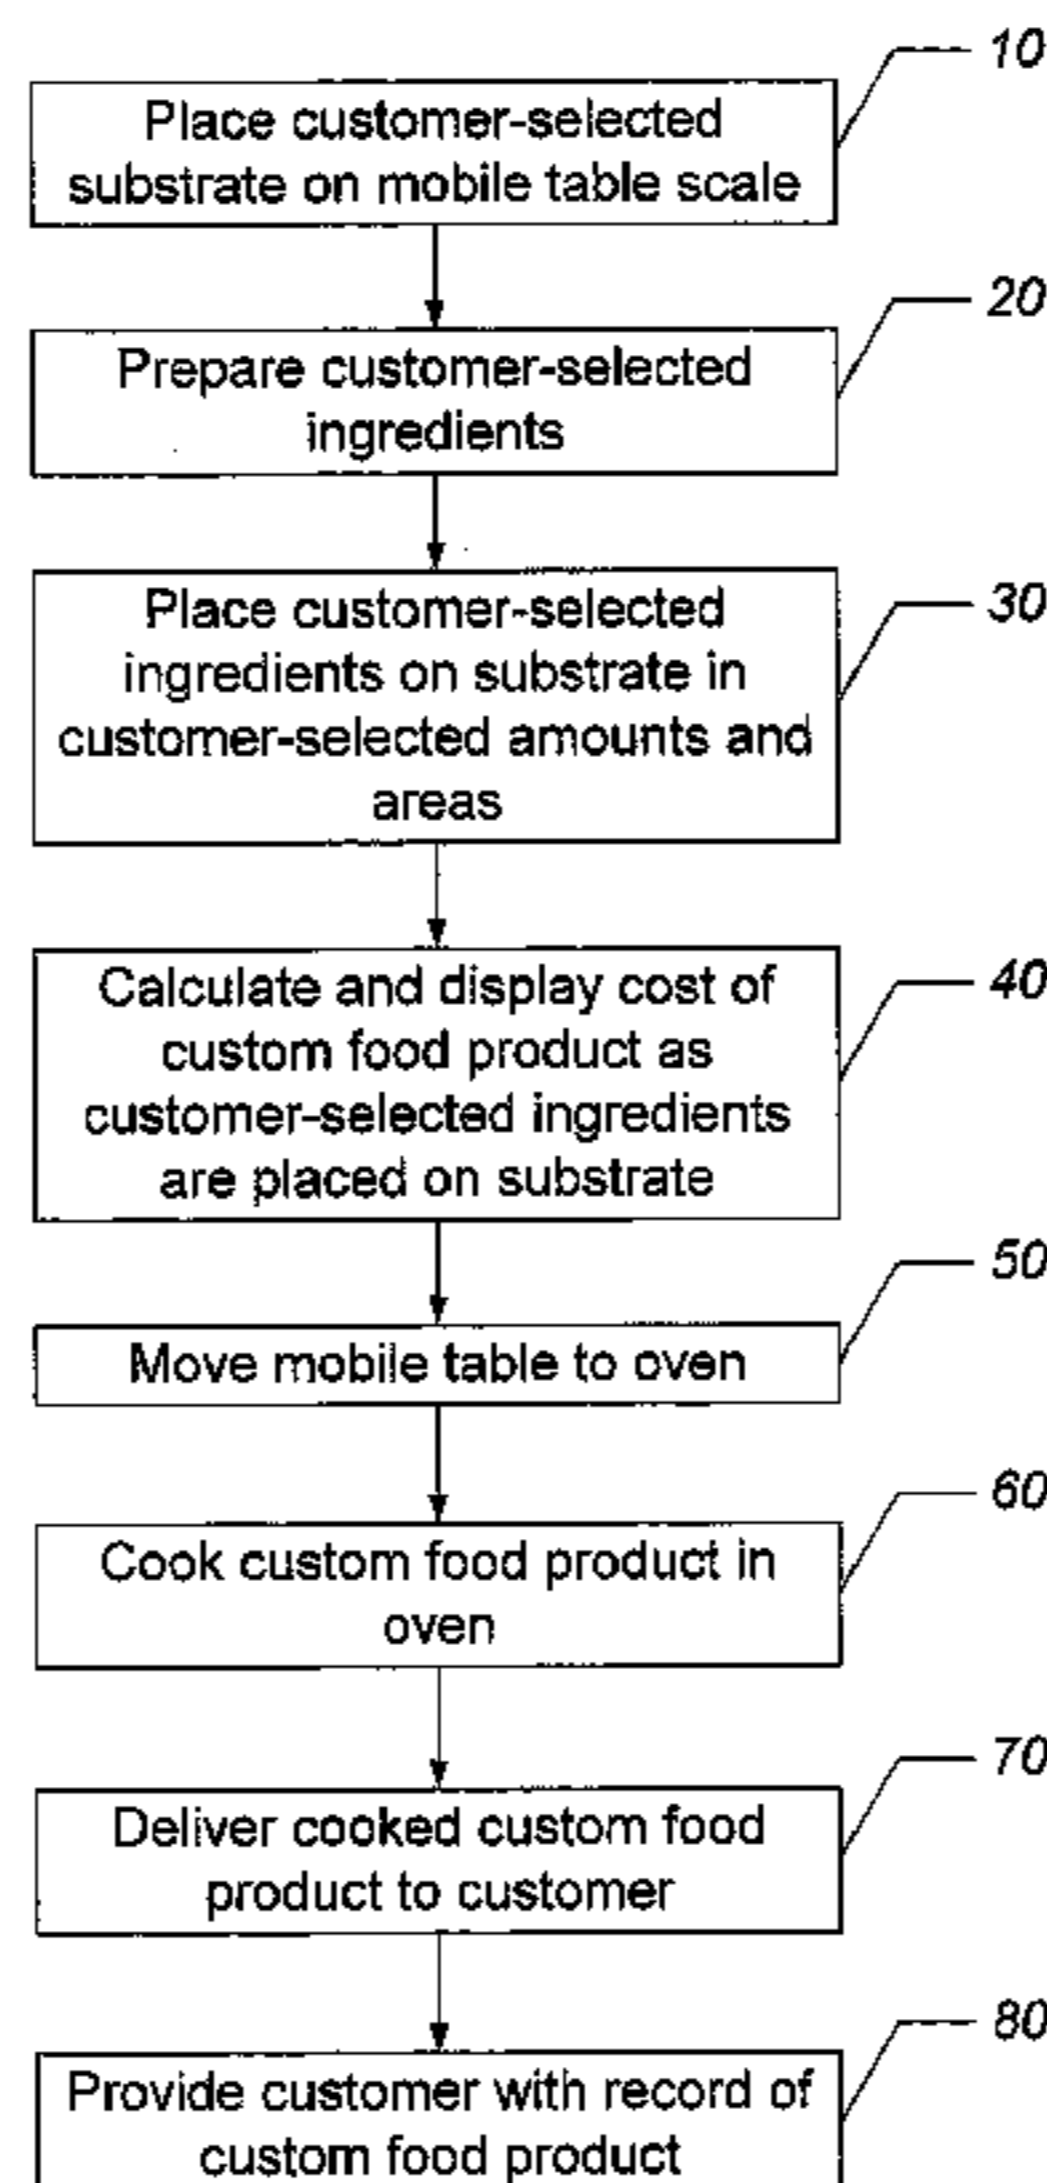 10
Place customer-selected
substrate on mobile table scale
20
Prepare customer-selected
ingredients
30
Place customer-selected
ingredients on substrate in
customer-selected amounts and
areas
40
Calculate and display cost of
custom food product as
customer-selected ingredients
are placed on substrate
50
Move mobile table to oven
60
Cook custom food product in
oven
70
Deliver cooked custom food
product to customer
80
Provide customer with record of
custom food product